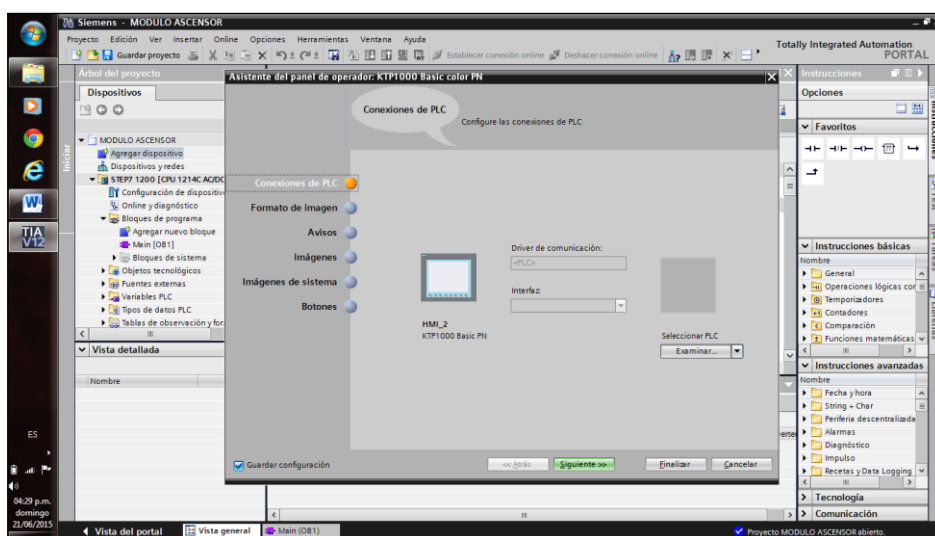 Siemens - MODULO ASCENSOR
Proyecto Edición Ver Insertar Online Opciones Herramientas Ventana Ayuda
Guardar proyecto
Establecer conexión online
Deshacer conexión online
Totally Integrated Automation
PORTAL
Árbol del proyecto
Dispositivos
Iniciar
MODULO ASCENSOR
Agregar dispositivo
Dispositivos y redes
STEP7 1200 [CPU 1214C AC/DC
Configuración de dispositiv
Online y diagnóstico
Bloques de programa
Agregar nuevo bloque
Main [OB1]
Bloques de sistema
Objetos tecnológicos
Fuentes externas
Variables PLC
Tipos de datos PLC
Tablas de observación y for
Vista detallada
Nombre
Asistente del panel de operador: KTP1000 Basic color PN
Conexiones de PLC
Configure las conexiones de PLC
Conexiones de PLC
Formato de imagen
Avisos
Imágenes
Imágenes de sistema
Botones
Driver de comunicación:
<PLC>
Interfaz:
HMI_2
KTP1000 Basic PN
Seleccionar PLC
Examinar...
Guardar configuración
<< Atrás
Siguiente >>
Finalizar
Cancelar
Instrucciones
Opciones
Favoritos
Instrucciones básicas
Nombre
General
Operaciones lógicas cor
Temporizadores
Contadores
Comparación
Funciones matemáticas
Instrucciones avanzadas
Nombre
Fecha y hora
String + Char
Periferia descentralizada
Alarmas
Diagnóstico
Impulso
Recetas y Data Logging
Tecnología
Comunicación
TIA
V12
ES
04:29 p.m.
domingo
21/06/2015
Vista del portal
Vista general
Main (OB1)
Proyecto MODULO ASCENSOR abierto.